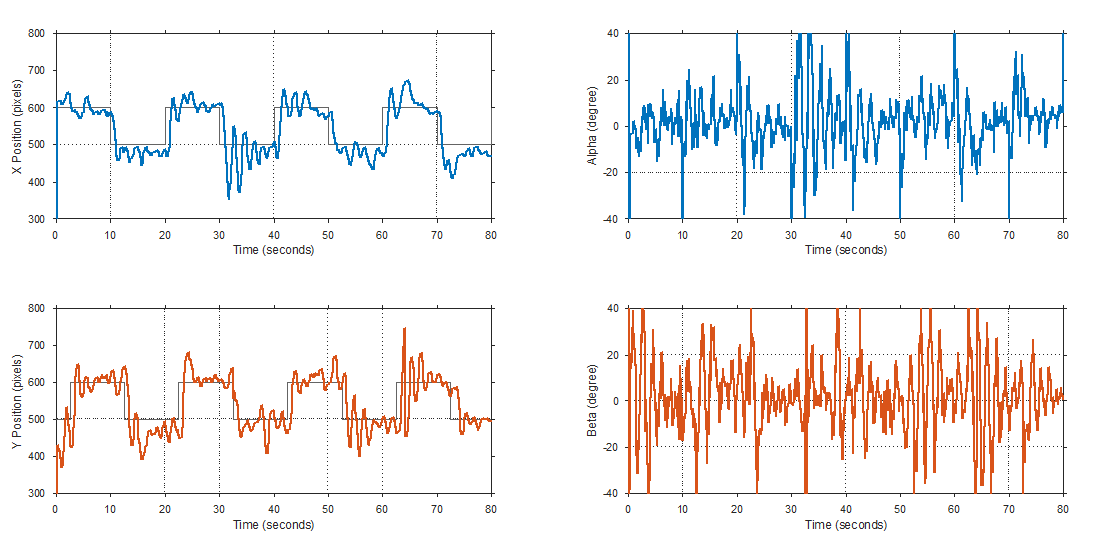 800
700
600
500
400
300
X Position (pixels)
0 10 20 30 40 50 60 70 80
Time (seconds)
40
20
0
-20
-40
Alpha (degree)
0 10 20 30 40 50 60 70 80
Time (seconds)
800
700
600
500
400
300
Y Position (pixels)
0 10 20 30 40 50 60 70 80
Time (seconds)
40
20
0
-20
-40
Beta (degree)
0 10 20 30 40 50 60 70 80
Time (seconds)